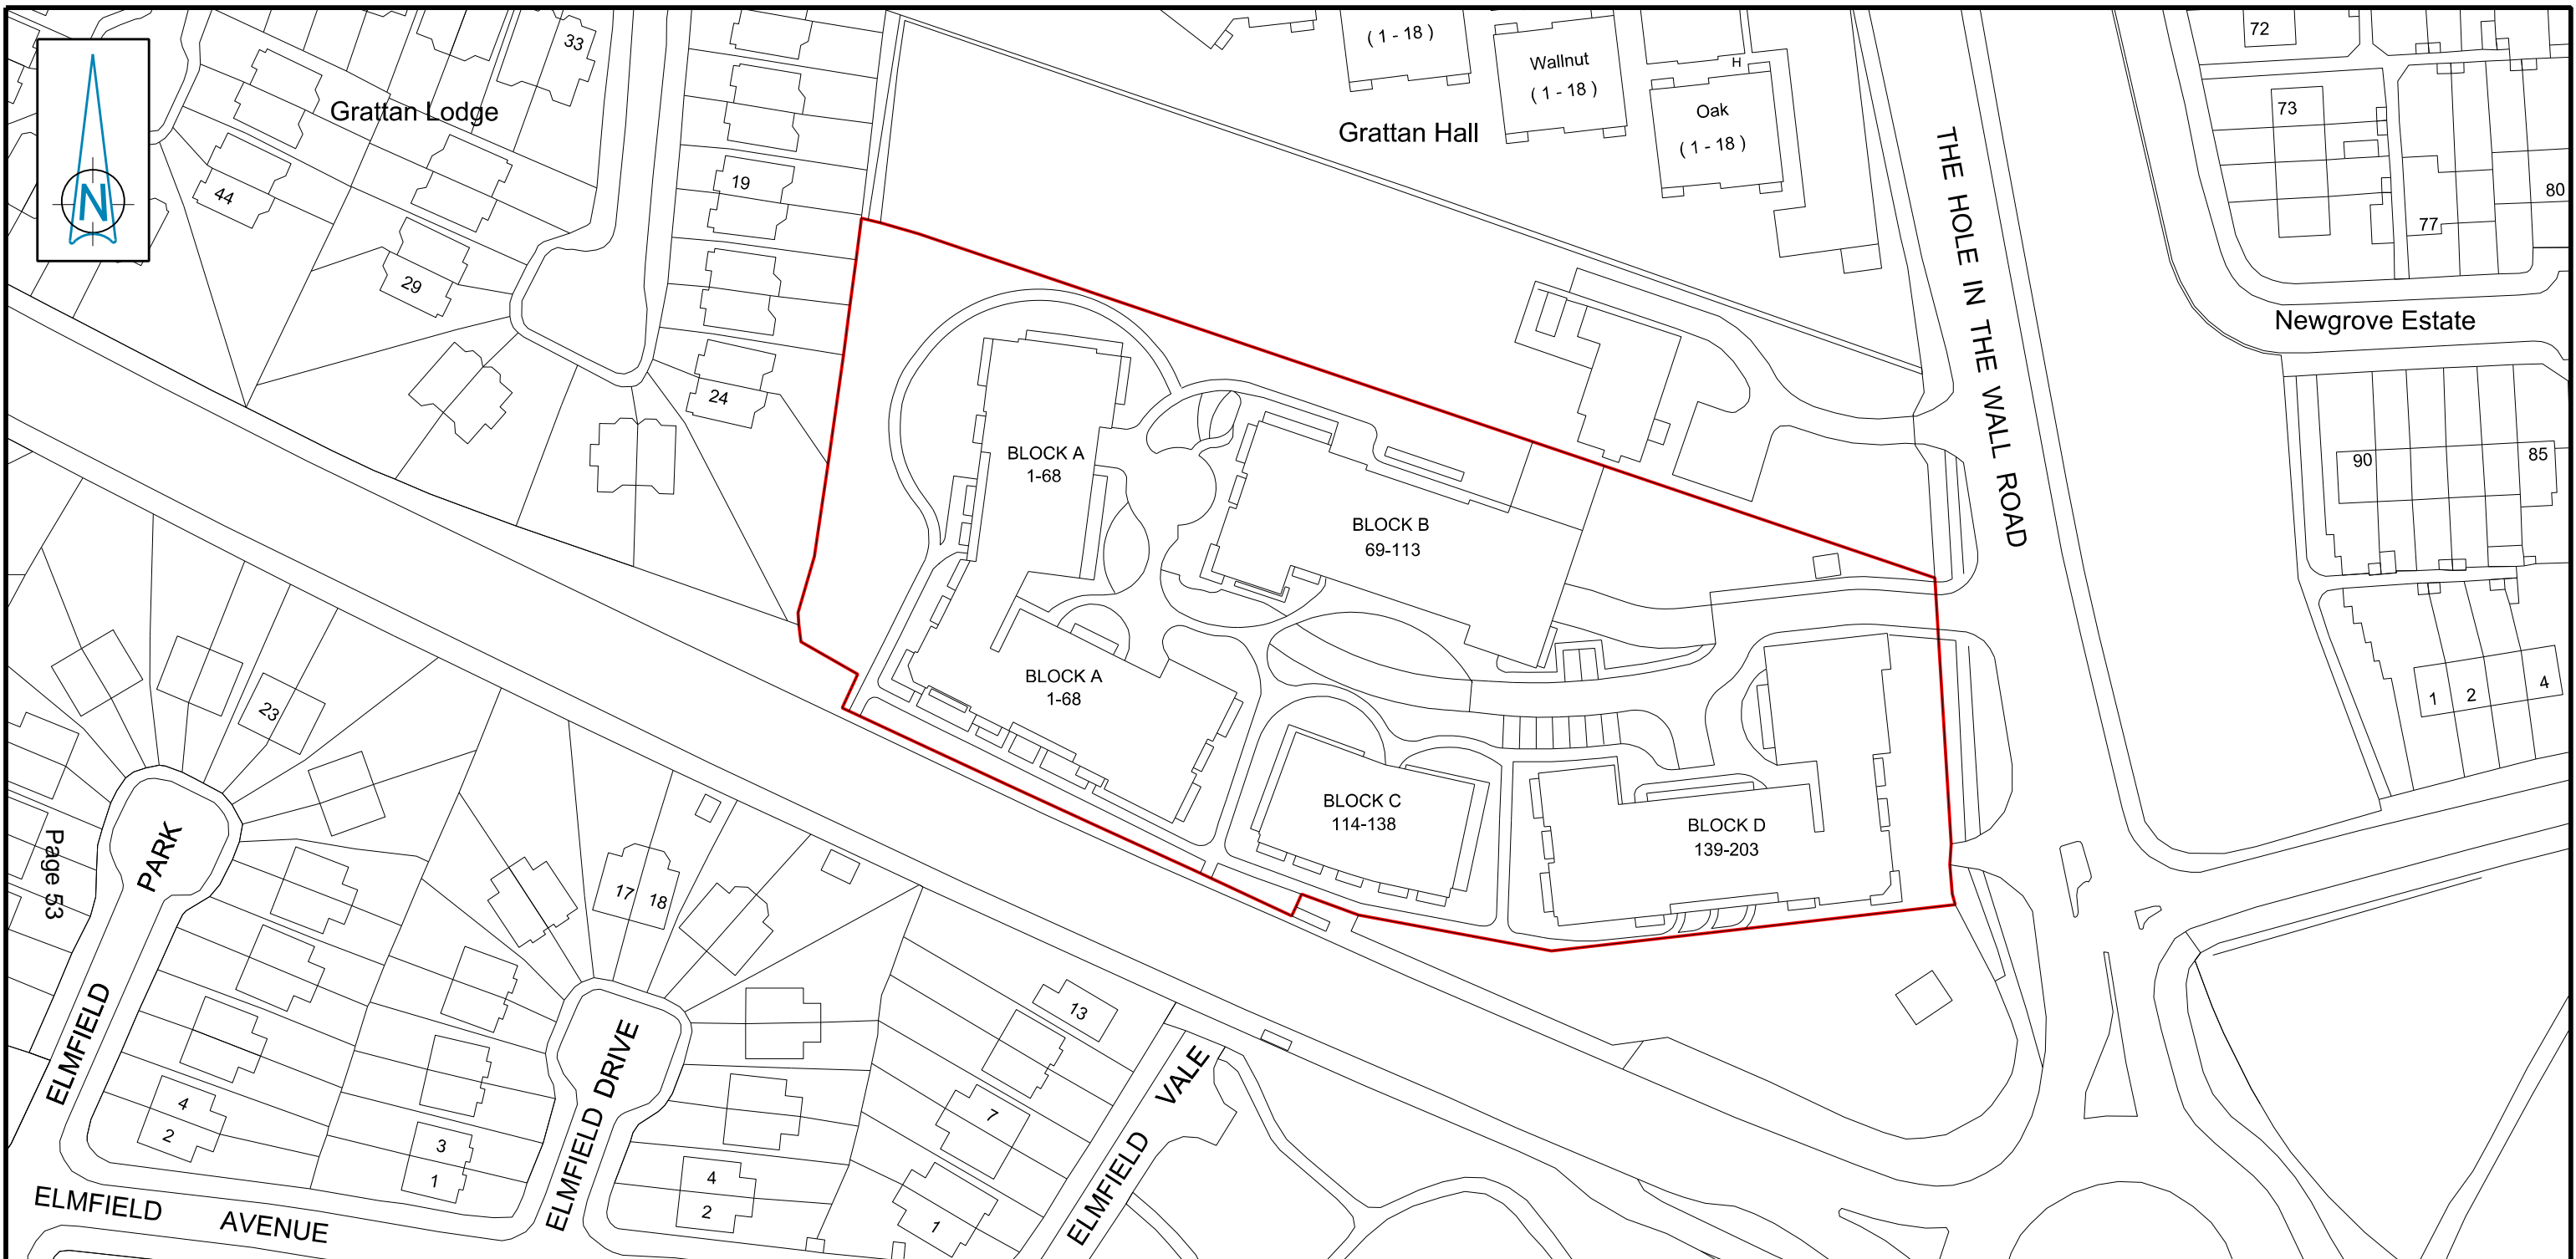 33
72
( 1 - 18 )
Wallnut
( 1 - 18 )
H
Oak
( 1 - 18 )
73
Grattan Lodge
Grattan Hall
THE HOLE IN THE WALL ROAD
19
44
80
77
N
29
Newgrove Estate
24
BLOCK A
1-68
90
85
BLOCK B
69-113
BLOCK A
1-68
1
2
4
23
BLOCK C
114-138
BLOCK D
139-203
Page 53
17
18
ELMFIELD PARK
13
ELMFIELD DRIVE
7
ELMFIELD VALE
4
2
3
1
4
2
1
ELMFIELD AVENUE